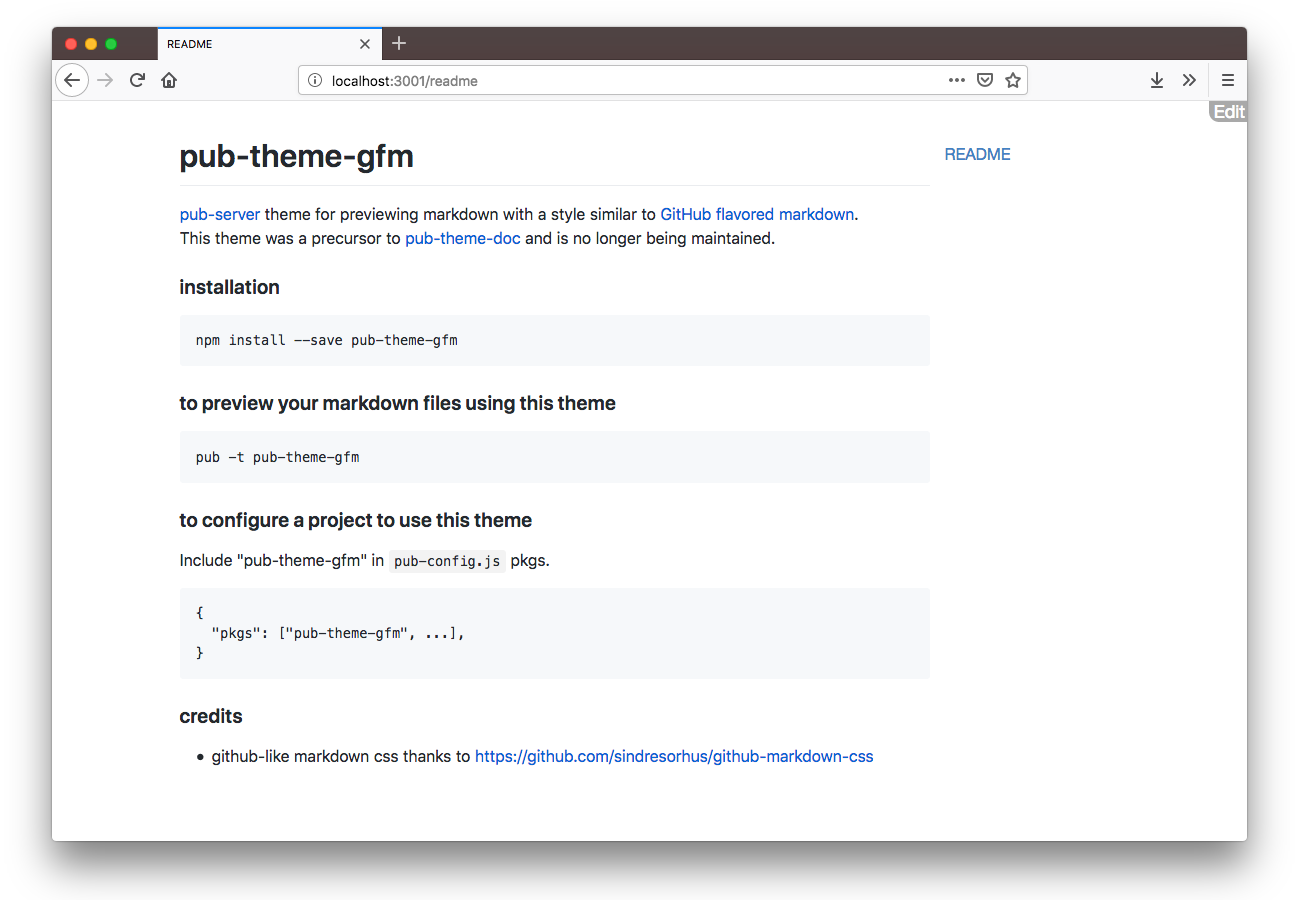 README
localhost:3001/readme
Edit
pub-theme-gfm
README
pub-server theme for previewing markdown with a style similar to GitHub flavored markdown.
This theme was a precursor to pub-theme-doc and is no longer being maintained.
installation
npm install --save pub-theme-gfm
to preview your markdown files using this theme
pub -t pub-theme-gfm
to configure a project to use this theme
Include "pub-theme-gfm" in pub-config.js pkgs.
{
  "pkgs": ["pub-theme-gfm", ...],
}
credits
• github-like markdown css thanks to https://github.com/sindresorhus/github-markdown-css